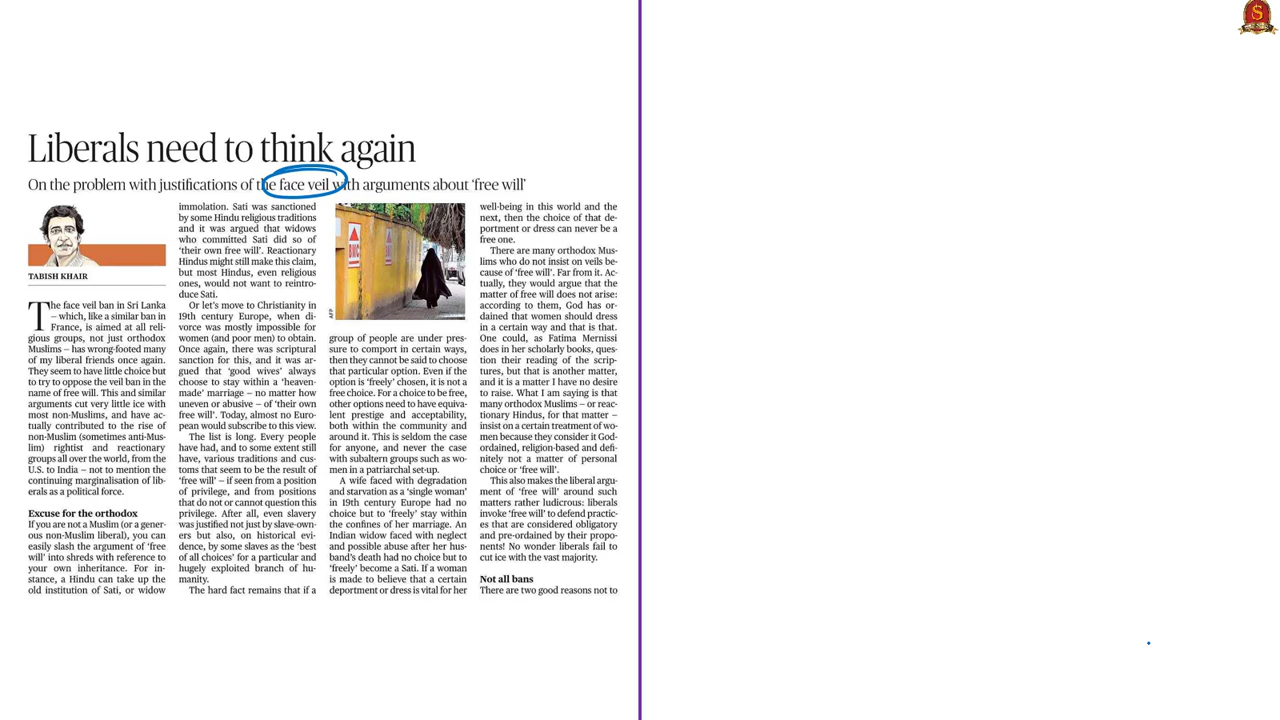 Liberals need to think again
On the problem with justifications of the face veil with arguments about ‘free will’
TABISH KHAIR
The face veil ban in Sri Lanka
– which, like a similar ban in
France, is aimed at all reli-
gious groups, not just orthodox
Muslims – has wrong-footed many
of my liberal friends once again.
They seem to have little choice but
to try to oppose the veil ban in the
name of free will. This and similar
arguments cut very little ice with
most non-Muslims, and have ac-
tually contributed to the rise of
non-Muslim (sometimes anti-Mus-
lim) rightist and reactionary
groups all over the world, from the
U.S. to India – not to mention the
continuing marginalisation of lib-
erals as a political force.
Excuse for the orthodox
If you are not a Muslim (or a gener-
ous non-Muslim liberal), you can
easily slash the argument of ‘free
will’ into shreds with reference to
your own inheritance. For in-
stance, a Hindu can take up the
old institution of Sati, or widow
immolation. Sati was sanctioned
by some Hindu religious traditions
and it was argued that widows
who committed Sati did so of
‘their own free will’. Reactionary
Hindus might still make this claim,
but most Hindus, even religious
ones, would not want to reintro-
duce Sati.
Or let’s move to Christianity in
19th century Europe, when di-
vorce was mostly impossible for
women (and poor men) to obtain.
Once again, there was scriptural
sanction for this, and it was ar-
gued that ‘good wives’ always
choose to stay within a ‘heaven-
made’ marriage – no matter how
uneven or abusive – of ‘their own
free will’. Today, almost no Euro-
pean would subscribe to this view.
The list is long. Every people
have had, and to some extent still
have, various traditions and cus-
toms that seem to be the result of
‘free will’ – if seen from a position
of privilege, and from positions
that do not or cannot question this
privilege. After all, even slavery
was justified not just by slave-own-
ers but also, on historical evi-
dence, by some slaves as the ‘best
of all choices’ for a particular and
hugely exploited branch of hu-
manity.
The hard fact remains that if a
AFP
group of people are under pres-
sure to comport in certain ways,
then they cannot be said to choose
that particular option. Even if the
option is ‘freely’ chosen, it is not a
free choice. For a choice to be free,
other options need to have equiva-
lent prestige and acceptability,
both within the community and
around it. This is seldom the case
for anyone, and never the case
with subaltern groups such as wo-
men in a patriarchal set-up.
A wife faced with degradation
and starvation as a ‘single woman’
in 19th century Europe had no
choice but to ‘freely’ stay within
the confines of her marriage. An
Indian widow faced with neglect
and possible abuse after her hus-
band’s death had no choice but to
‘freely’ become a Sati. If a woman
is made to believe that a certain
deportment or dress is vital for her
well-being in this world and the
next, then the choice of that de-
portment or dress can never be a
free one.
There are many orthodox Mus-
lims who do not insist on veils be-
cause of ‘free will’. Far from it. Ac-
tually, they would argue that the
matter of free will does not arise:
according to them, God has or-
dained that women should dress
in a certain way and that is that.
One could, as Fatima Mernissi
does in her scholarly books, ques-
tion their reading of the scrip-
tures, but that is another matter,
and it is a matter I have no desire
to raise. What I am saying is that
many orthodox Muslims – or reac-
tionary Hindus, for that matter –
insist on a certain treatment of wo-
men because they consider it God-
ordained, religion-based and defi-
nitely not a matter of personal
choice or ‘free will’.
This also makes the liberal argu-
ment of ‘free will’ around such
matters rather ludicrous: liberals
invoke ‘free will’ to defend practic-
es that are considered obligatory
and pre-ordained by their propo-
nents! No wonder liberals fail to
cut ice with the vast majority.
Not all bans
There are two good reasons not to
S